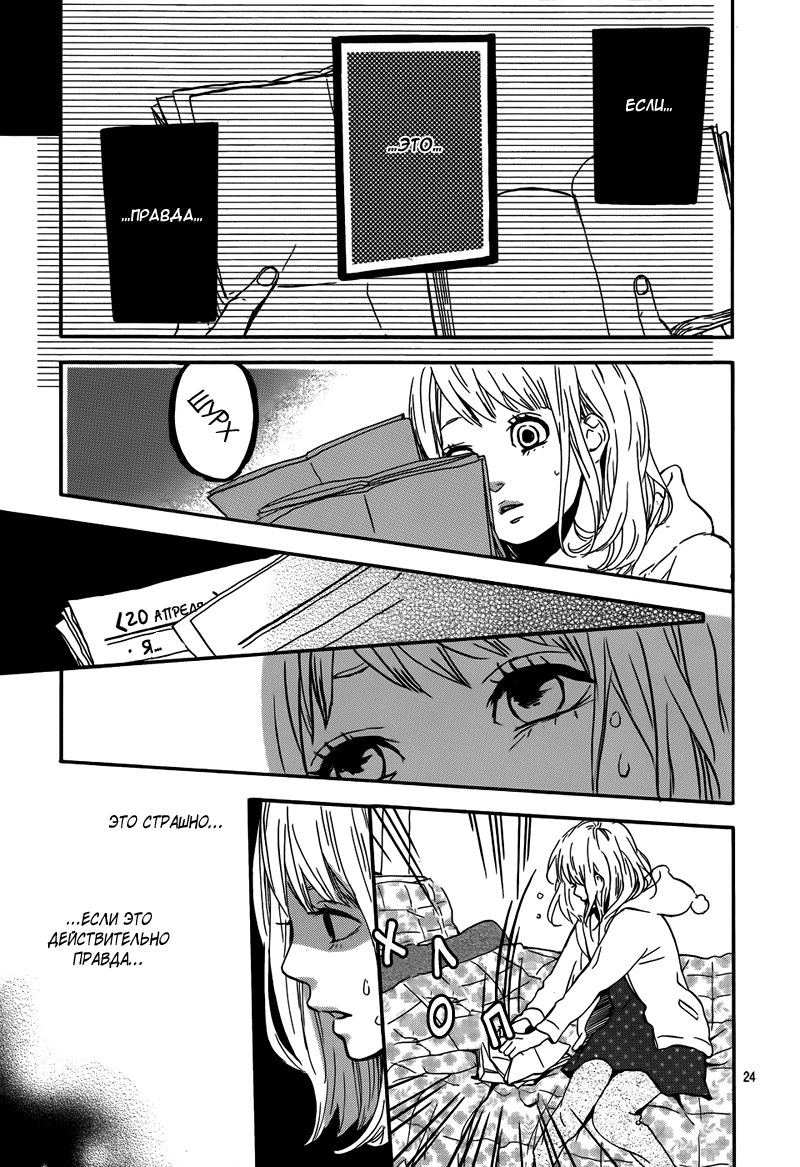 ЕСЛИ...
...ЭТО...
...ПРАВДА...
ШУРХ
<20 АПРЕЛЯ
· Я...
ХЛОП
ЭТО СТРАШНО...
...ЕСЛИ ЭТО
ДЕЙСТВИТЕЛЬНО
ПРАВДА...
24